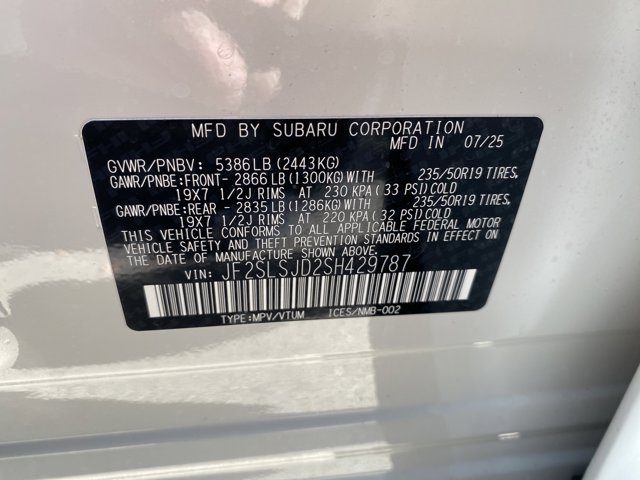 MFD BY SUBARU CORPORATION
MFD IN 07/25
GVWR/PNBV: 5386LB (2443KG)
GAWR/PNBE:FRONT- 2866LB (1300KG)WITH 235/50R19 TIRES,
19X7 1/2J RIMS AT 230 KPA (33 PSI)COLD
GAWR/PNBE:REAR - 2835LB (1286KG)WITH 235/50R19 TIRES,
19X7 1/2J RIMS AT 220 KPA (32 PSI)COLD
THIS VEHICLE CONFORMS TO ALL APPLICABLE FEDERAL MOTOR
VEHICLE SAFETY AND THEFT PREVENTION STANDARDS IN EFFECT
ON THE DATE OF MANUFACTURE SHOWN ABOVE.
VIN: JF2SLSJD2SH429787
TYPE:MPV/VTUM ICES/NMB-002